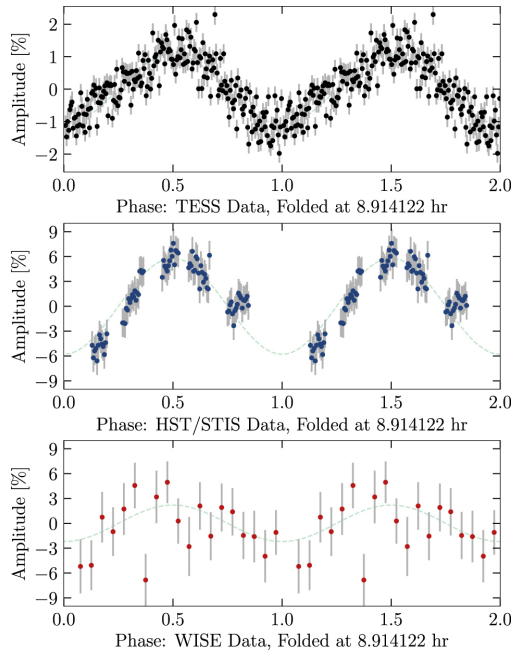 Amplitude [%]
2
1
0
−1
−2
0.0 0.5 1.0 1.5 2.0
Phase: TESS Data, Folded at 8.914122 hr
Amplitude [%]
9
6
3
0
−3
−6
−9
0.0 0.5 1.0 1.5 2.0
Phase: HST/STIS Data, Folded at 8.914122 hr
Amplitude [%]
9
6
3
0
−3
−6
−9
0.0 0.5 1.0 1.5 2.0
Phase: WISE Data, Folded at 8.914122 hr